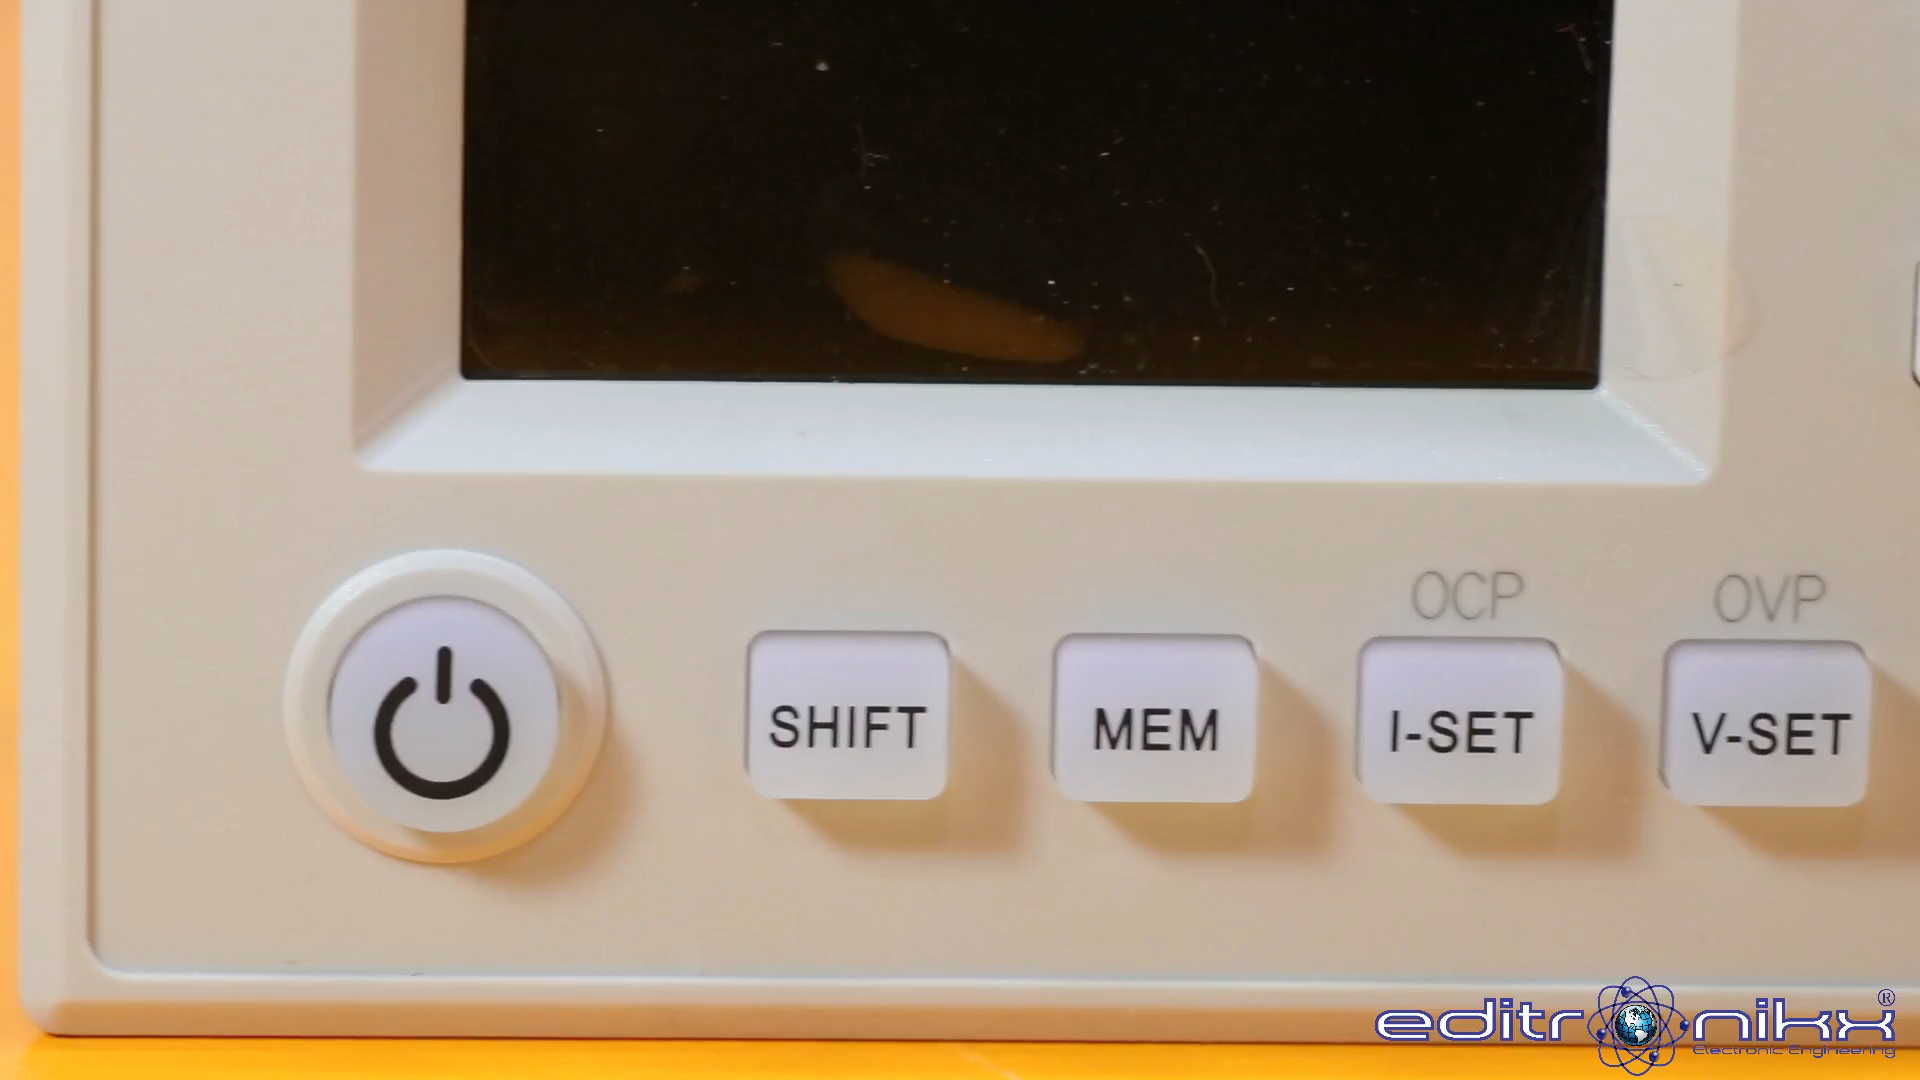 OCP OVP
SHIFT MEM I-SET V-SET
editronikx®
Electronic Engineering